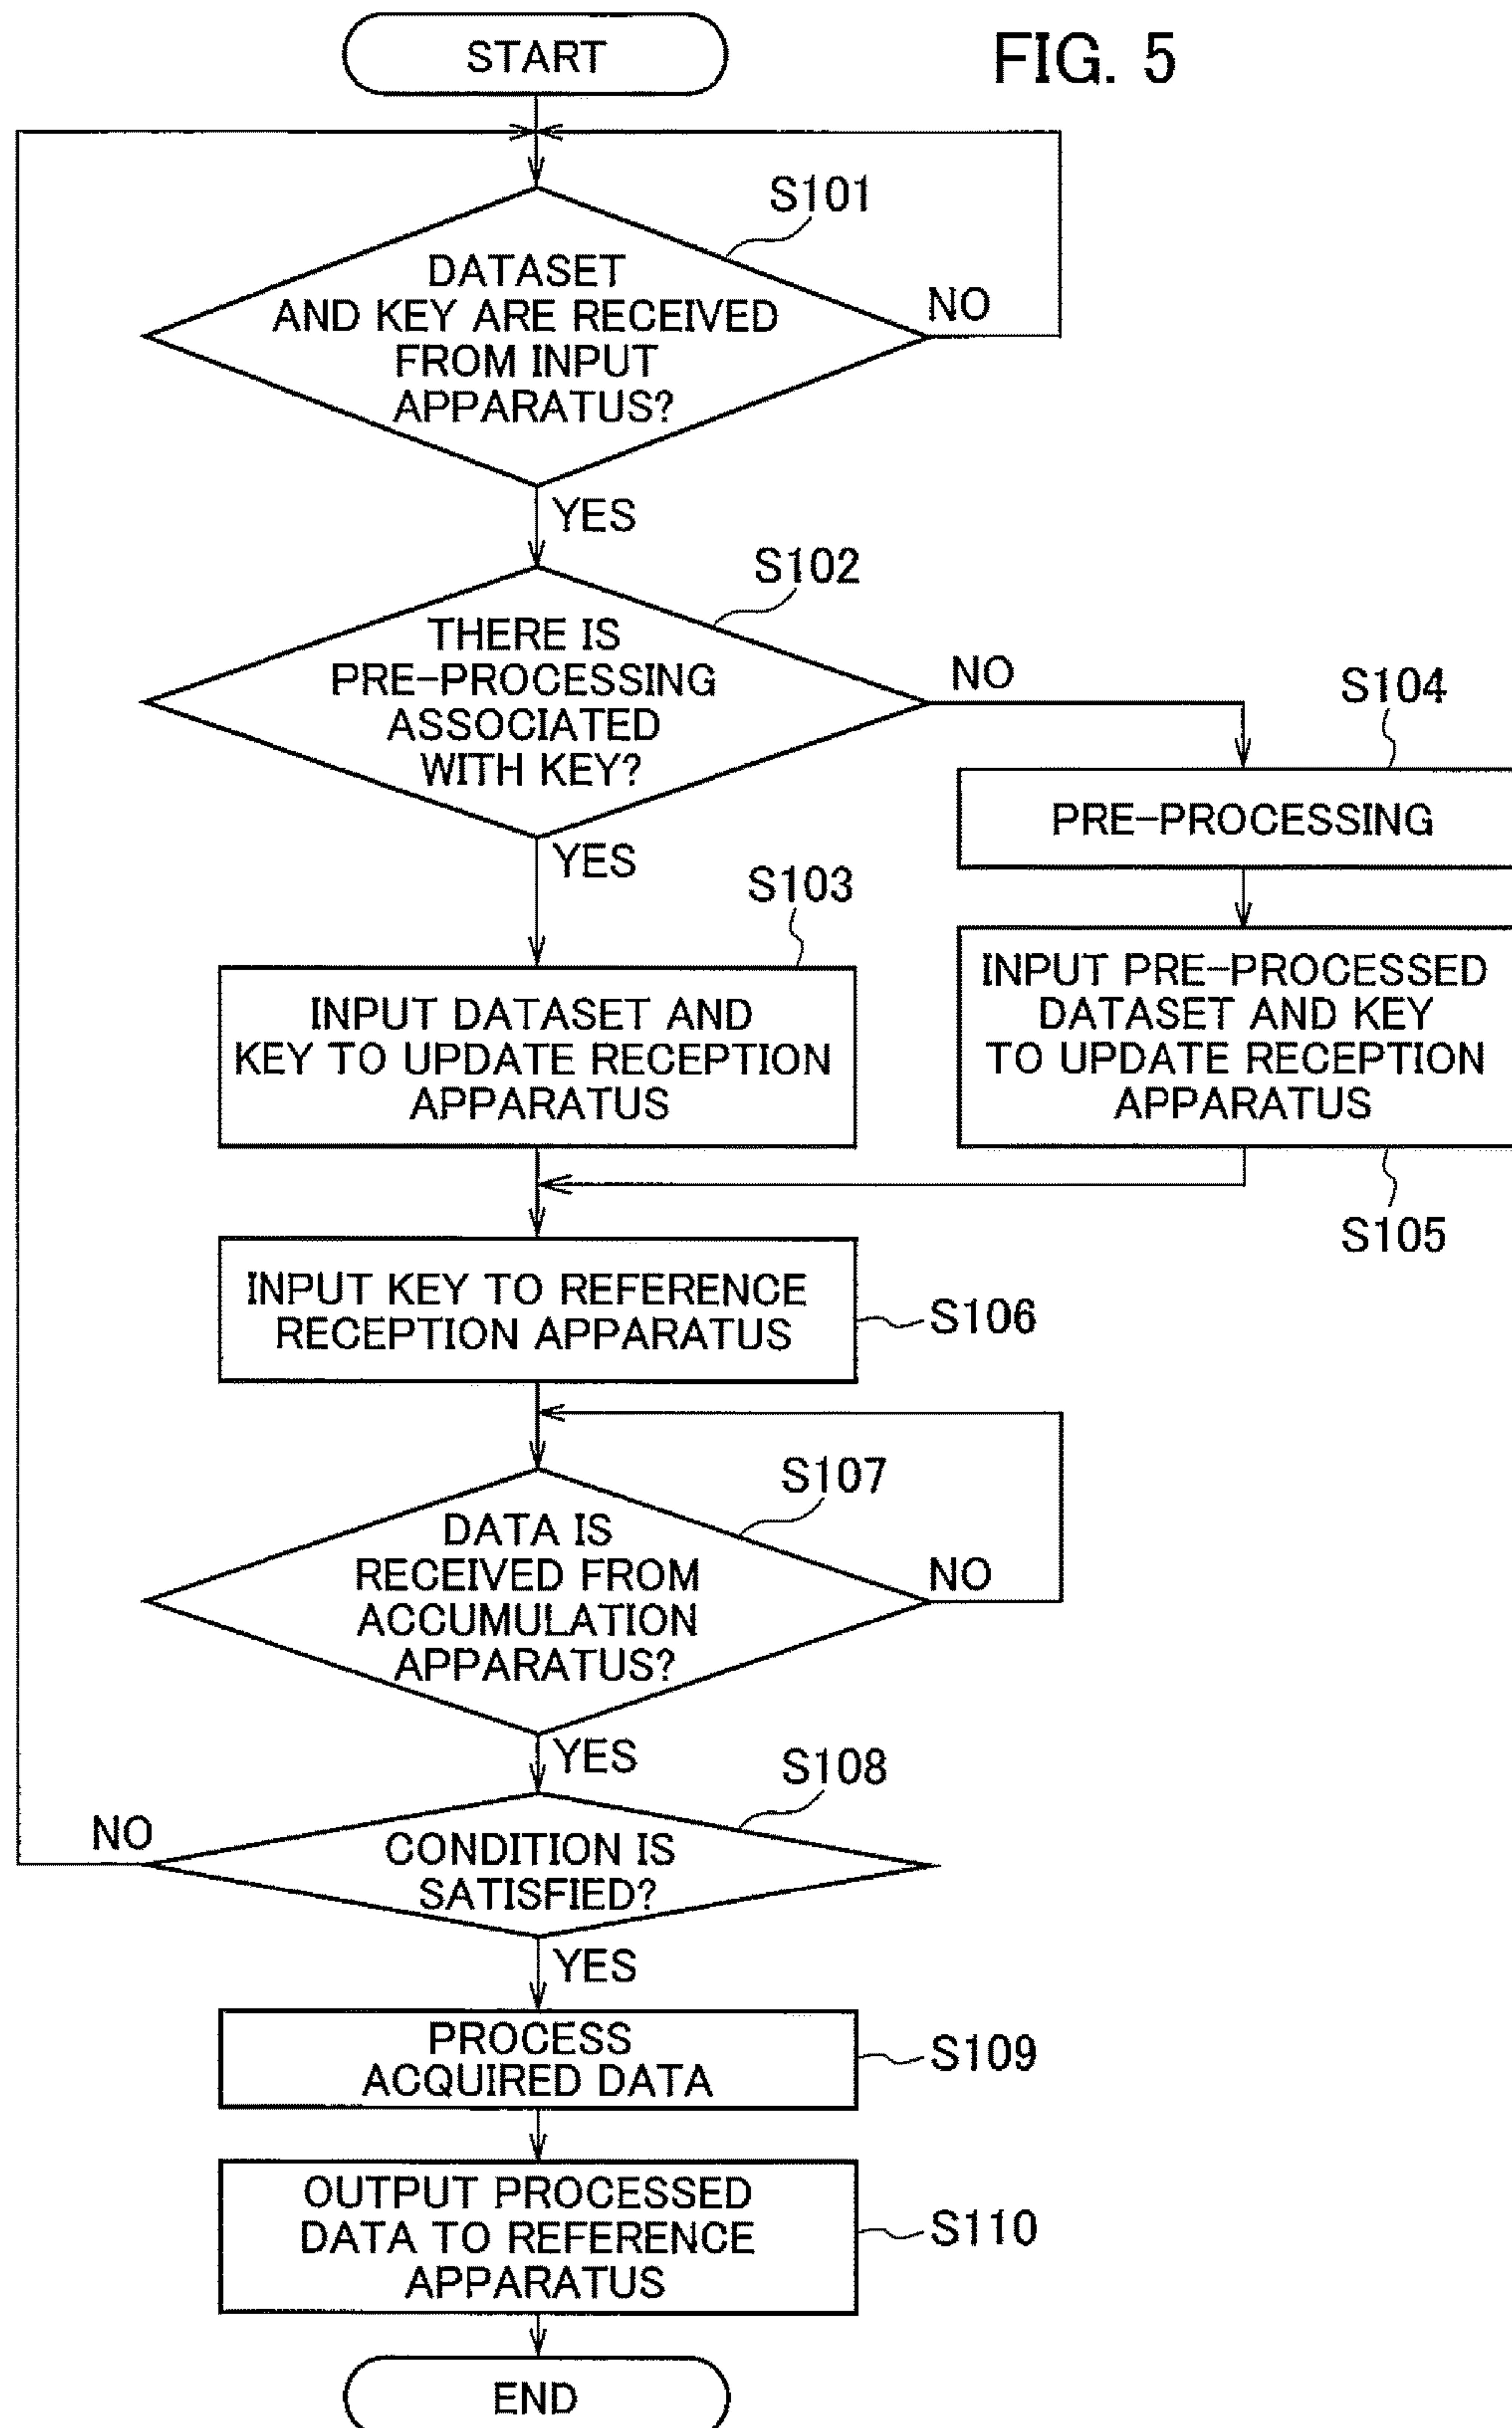 START
FIG. 5
S101
DATASET
AND KEY ARE RECEIVED
FROM INPUT
APPARATUS?
NO
YES
S102
THERE IS
PRE-PROCESSING
ASSOCIATED
WITH KEY?
NO
YES
S104
PRE-PROCESSING
S103
INPUT DATASET AND
KEY TO UPDATE RECEPTION
APPARATUS
INPUT PRE-PROCESSED
DATASET AND KEY
TO UPDATE RECEPTION
APPARATUS
S105
INPUT KEY TO REFERENCE
RECEPTION APPARATUS
S106
S107
DATA IS
RECEIVED FROM
ACCUMULATION
APPARATUS?
NO
YES
S108
NO
CONDITION IS
SATISFIED?
YES
PROCESS
ACQUIRED DATA
S109
OUTPUT PROCESSED
DATA TO REFERENCE
APPARATUS
S110
END